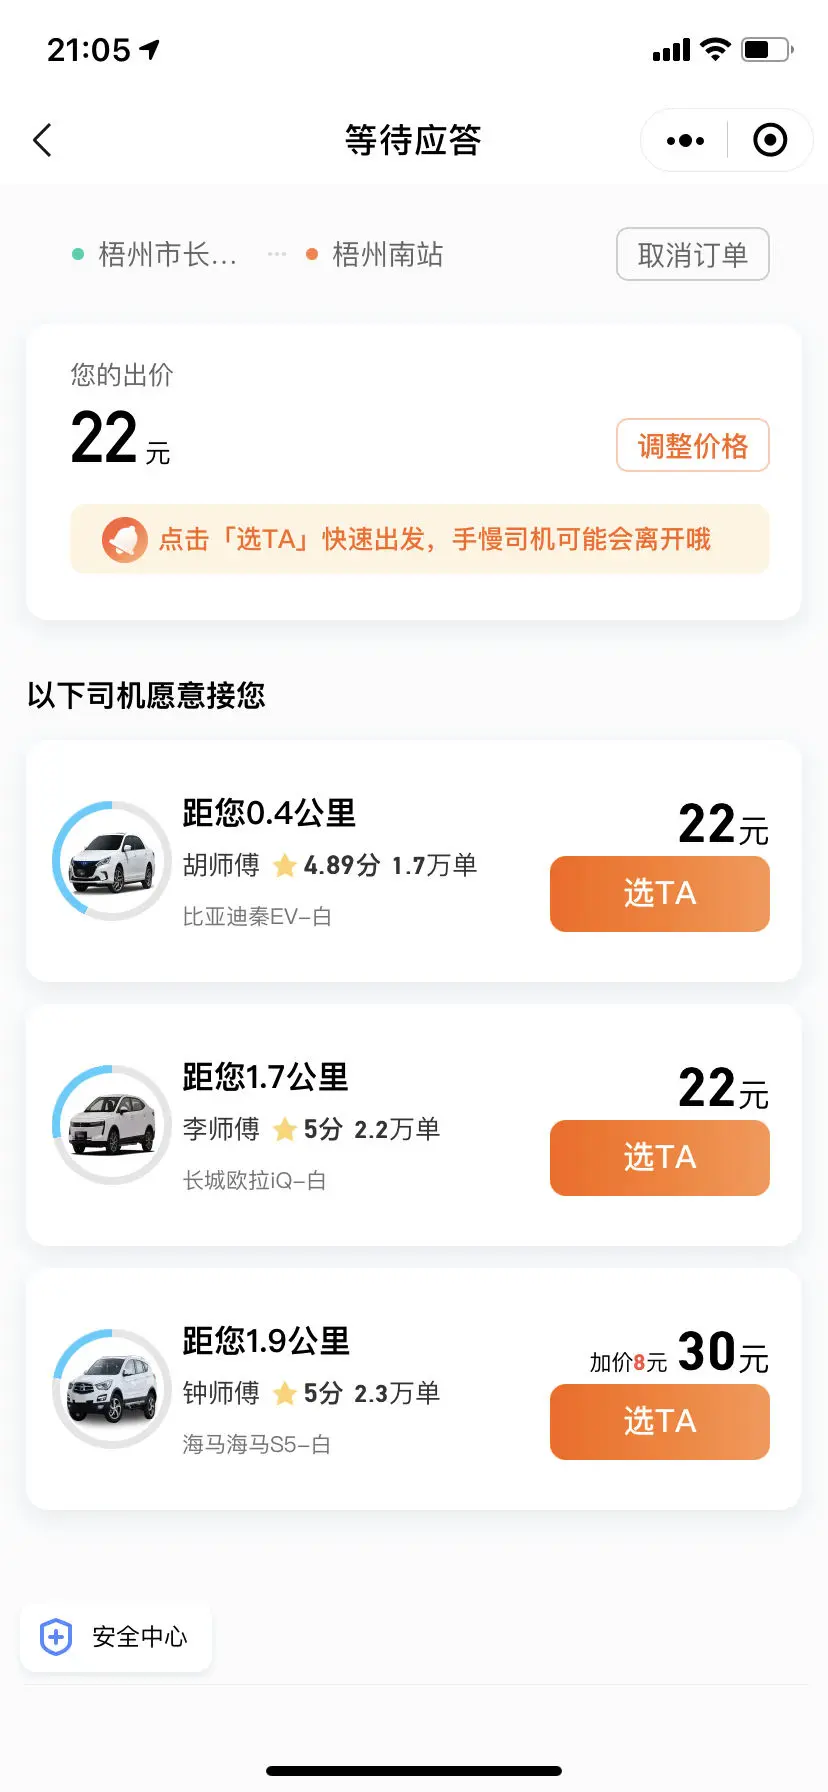 21:05
等待应答
梧州市长... 梧州南站 取消订单
您的出价
22元
调整价格
点击「选TA」快速出发，手慢司机可能会离开哦
以下司机愿意接您
距您0.4公里
22元
胡师傅 4.89分 1.7万单
选TA
比亚迪秦EV-白
距您1.7公里
22元
李师傅 5分 2.2万单
选TA
长城欧拉iQ-白
距您1.9公里
加价8元 30元
钟师傅 5分 2.3万单
选TA
海马海马S5-白
安全中心